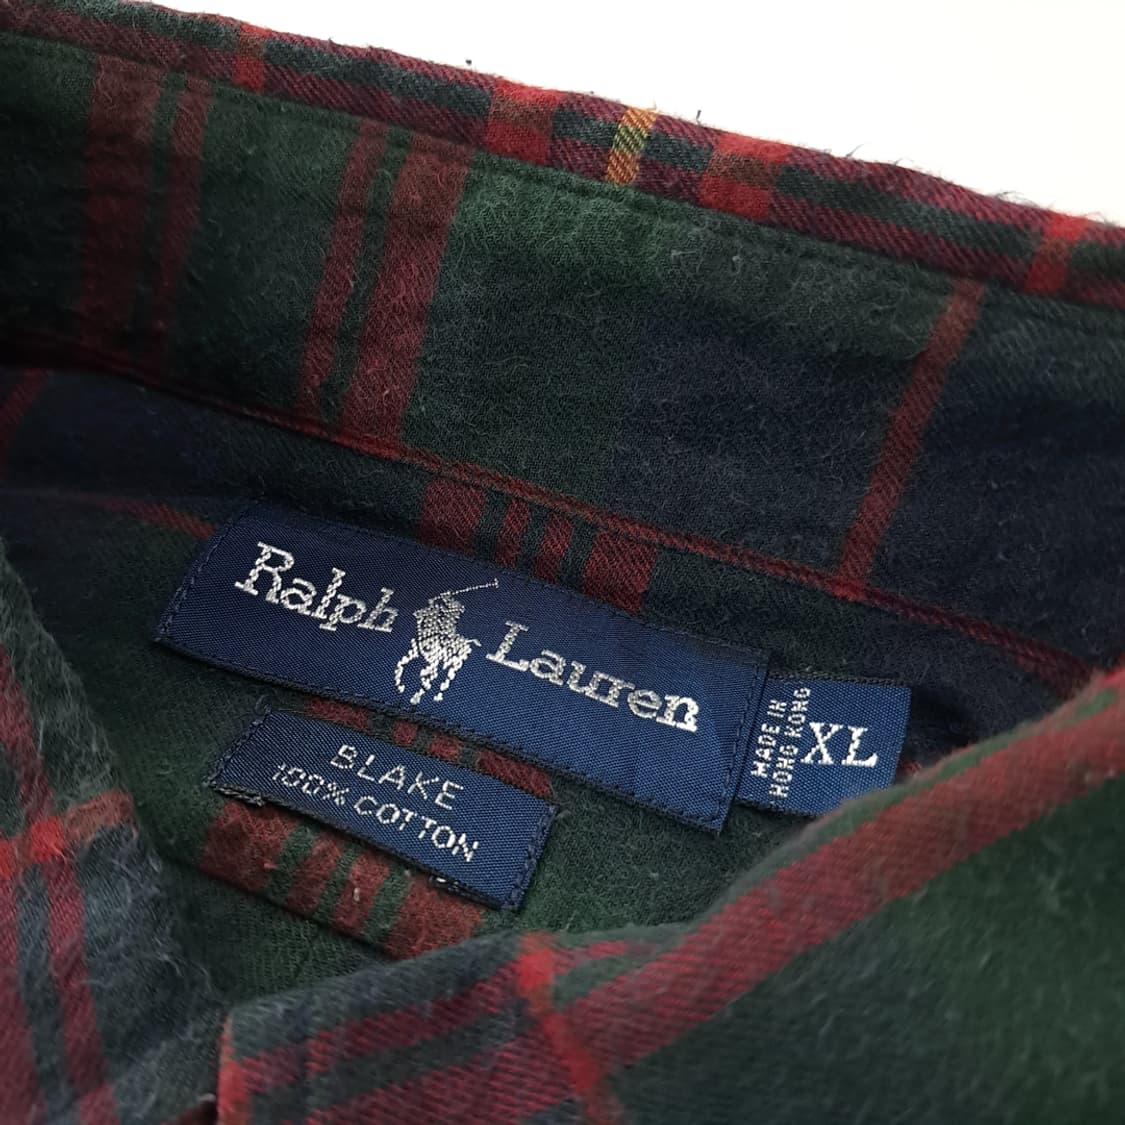 Ralph Lauren
MADE IN
HONG KONG
XL
BLAKE
100% COTTON